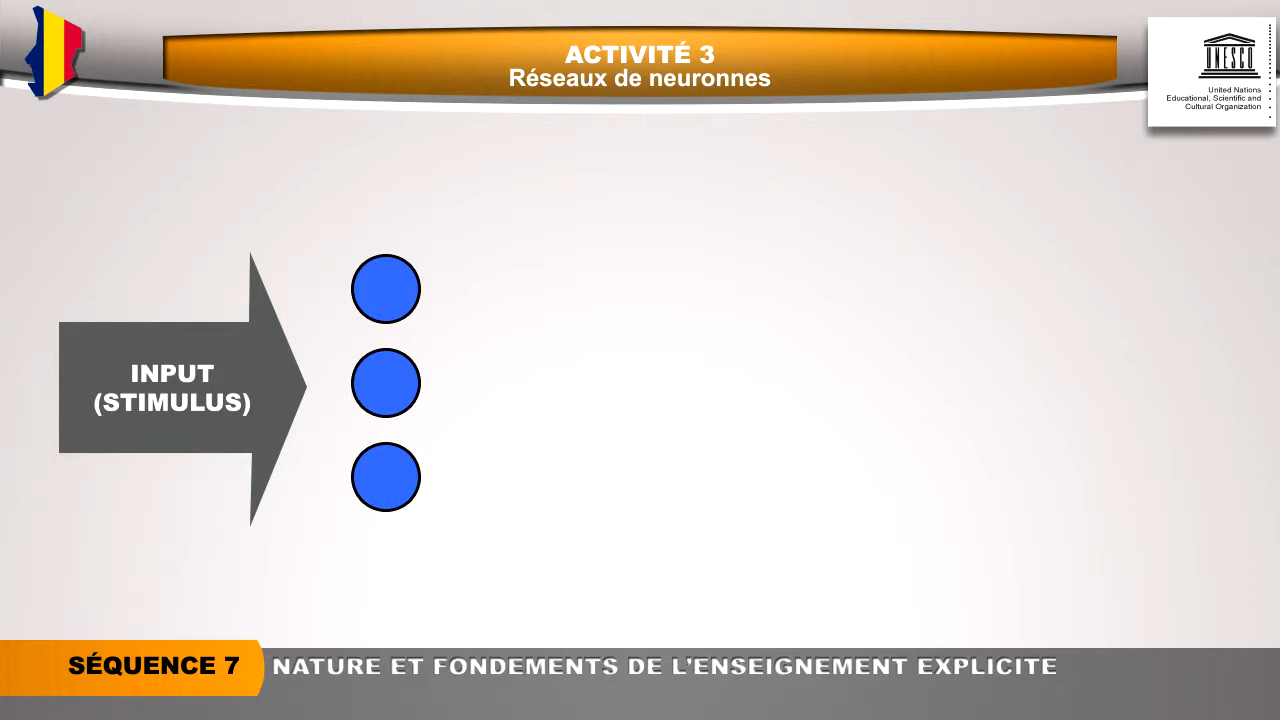 ACTIVITÉ 3
Réseaux de neuronnes
UNESCO
United Nations
Educational, Scientific and
Cultural Organization
INPUT
(STIMULUS)
SÉQUENCE 7
NATURE ET FONDEMENTS DE L'ENSEIGNEMENT EXPLICITE